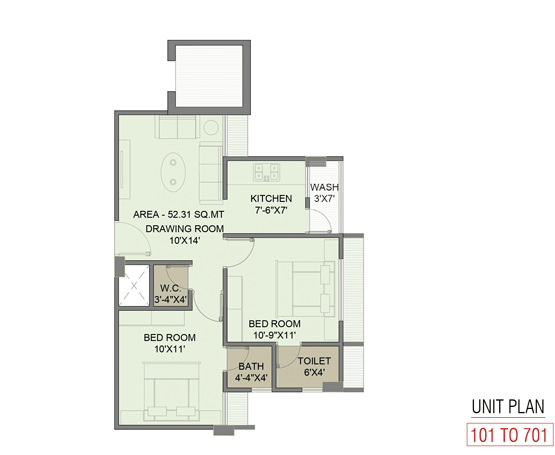 AREA - 52.31 SQ.MT
DRAWING ROOM
10'X14'
KITCHEN
7'-6"X7'
WASH
3'X7'
W.C.
3'-4"X4'
BED ROOM
10'-9"X11'
BED ROOM
10'X11'
BATH
4'-4"X4'
TOILET
6'X4'
UNIT PLAN
101 TO 701